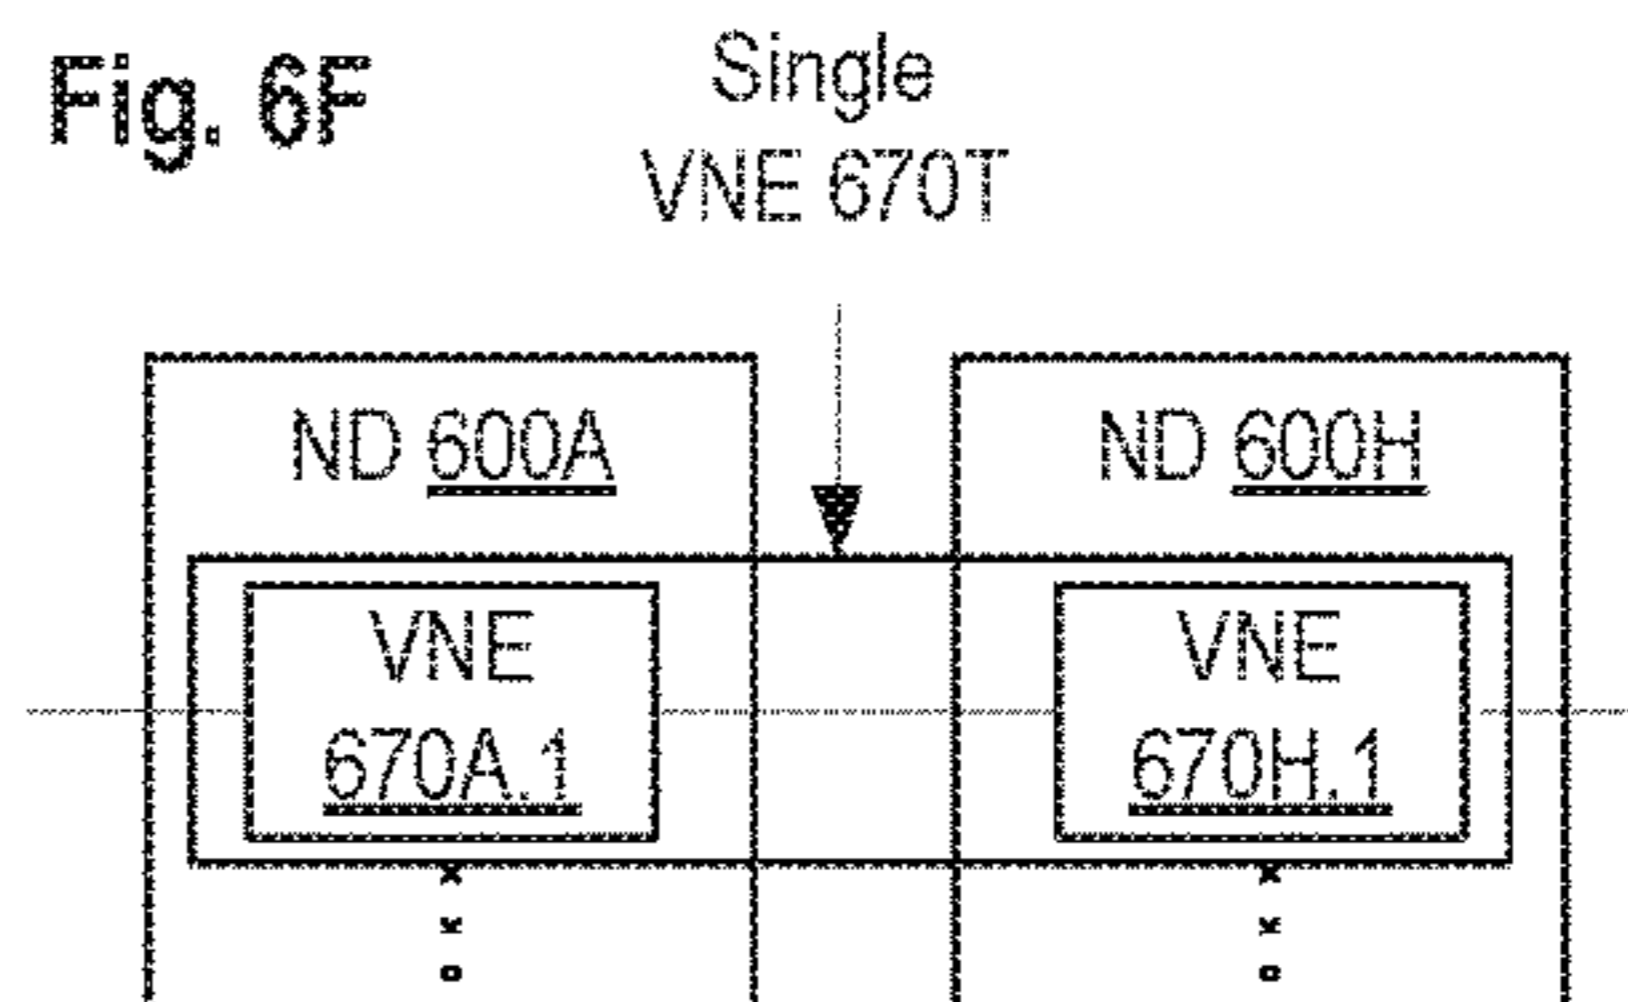 Fig. 6F
Single
VNE 670T
ND 600A
ND 600H
VNE
670A.1
VNE
670H.1